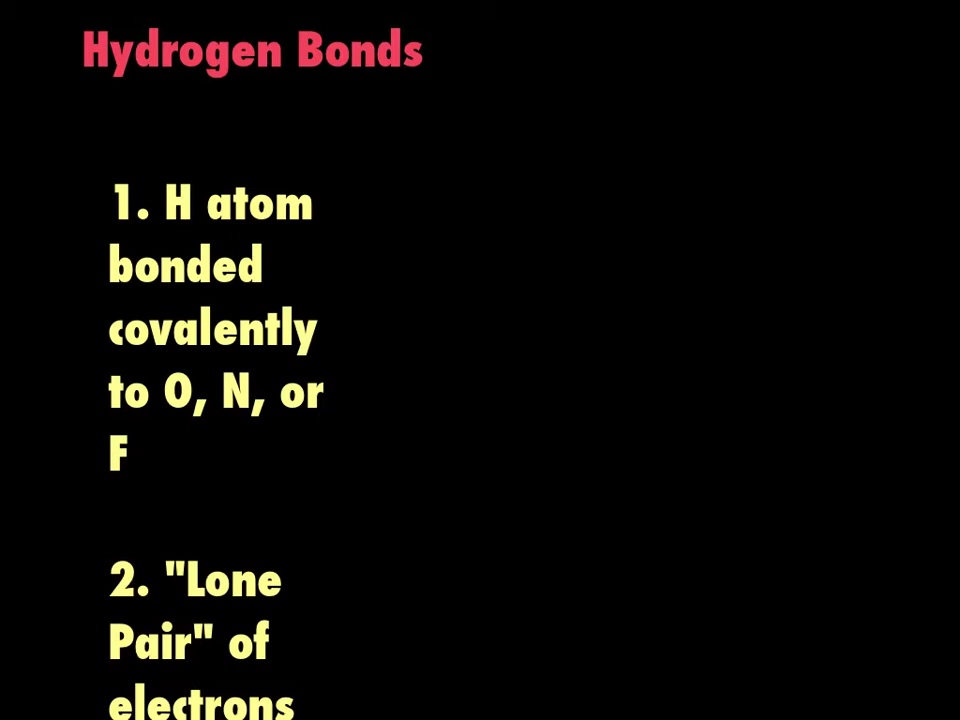 Hydrogen Bonds
1. H atom
bonded
covalently
to O, N, or
F
2. "Lone
Pair" of
electrons